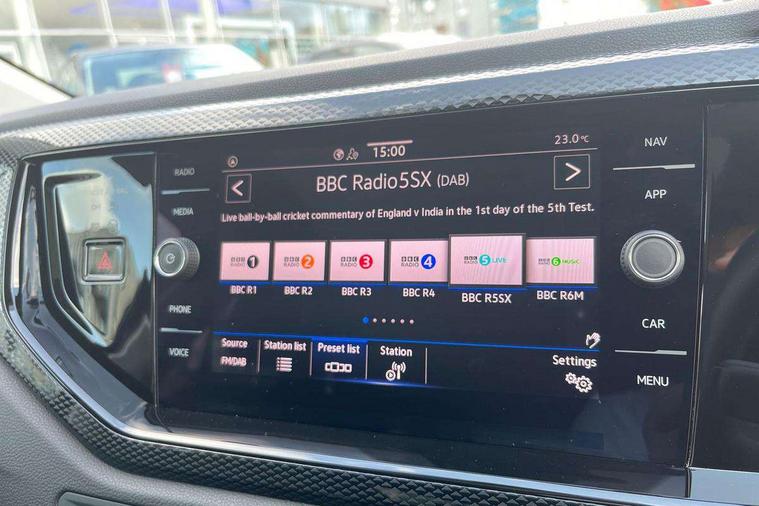 RADIO
MEDIA
PHONE
VOICE
15:00
23.0°C
< BBC Radio5SX (DAB) >
Live ball-by-ball cricket commentary of England v India in the 1st day of the 5th Test.
BBC RADIO 1
BBC RADIO 2
BBC RADIO 3
BBC RADIO 4
BBC RADIO 5 LIVE
BBC RADIO 6 MUSIC
BBC R1
BBC R2
BBC R3
BBC R4
BBC R5SX
BBC R6M
Source
FM/DAB
Station list
Preset list
Station
Settings
NAV
APP
CAR
MENU